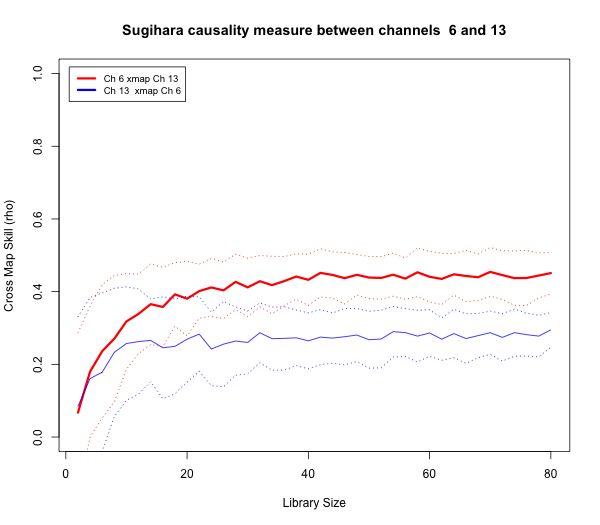 Sugihara causality measure between channels  6 and 13
Ch 6 xmap Ch 13
Ch 13  xmap Ch 6
Cross Map Skill (rho)
1.0
0.8
0.6
0.4
0.2
0.0
0 20 40 60 80
Library Size